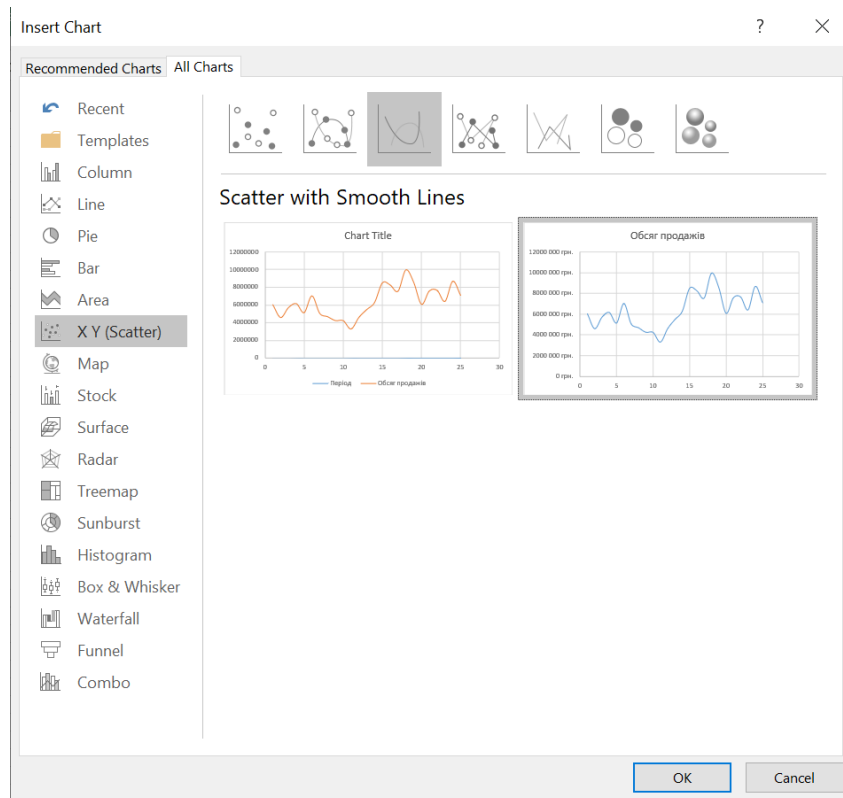 Insert Chart
?
Recommended Charts
All Charts
Recent
Templates
Column
Line
Pie
Bar
Area
X Y (Scatter)
Map
Stock
Surface
Radar
Treemap
Sunburst
Histogram
Box & Whisker
Waterfall
Funnel
Combo
Scatter with Smooth Lines
Chart Title
12000000
10000000
8000000
6000000
4000000
2000000
0
0 5 10 15 20 25 30
Період Обсяг продажів
Обсяг продажів
12000 000 грн.
10000 000 грн.
8000 000 грн.
6000 000 грн.
4000 000 грн.
2000 000 грн.
0 грн.
0 5 10 15 20 25 30
OK
Cancel